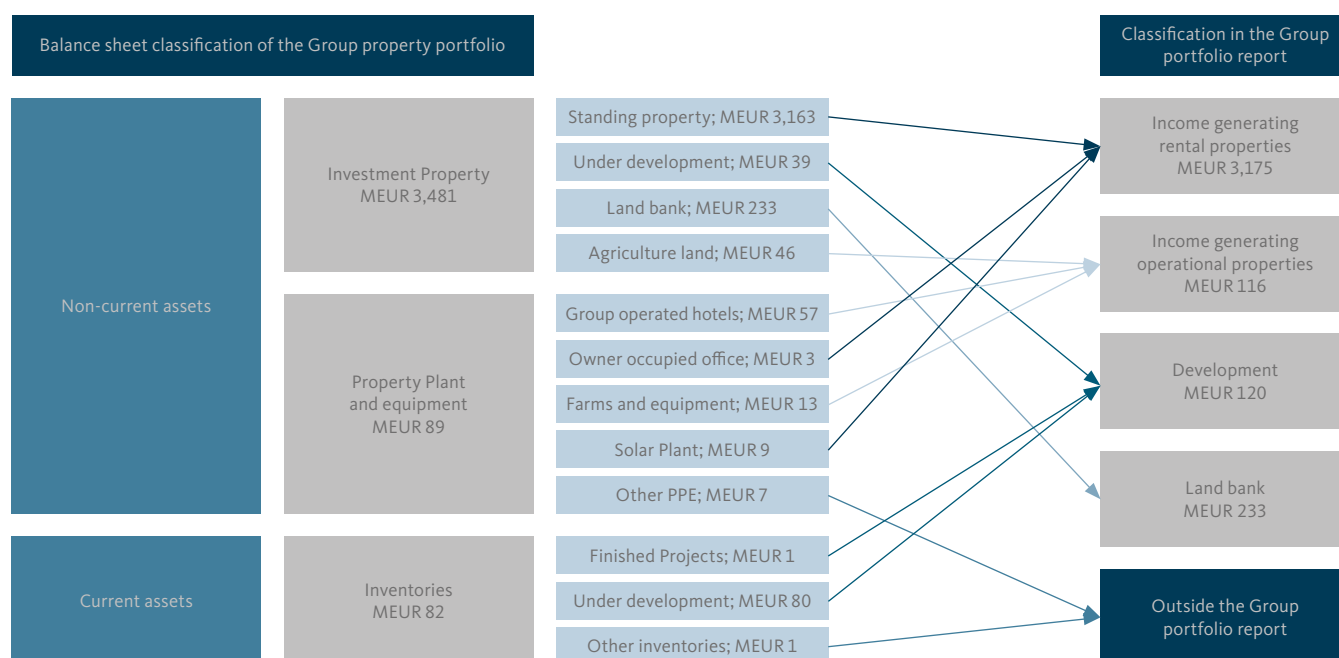 Balance sheet classification of the Group property portfolio
Classification in the Group
portfolio report
Non-current assets
Investment Property
MEUR 3,481
Standing property; MEUR 3,163
Under development; MEUR 39
Land bank; MEUR 233
Agriculture land; MEUR 46
Property Plant
and equipment
MEUR 89
Group operated hotels; MEUR 57
Owner occupied office; MEUR 3
Farms and equipment; MEUR 13
Solar Plant; MEUR 9
Other PPE; MEUR 7
Current assets
Inventories
MEUR 82
Finished Projects; MEUR 1
Under development; MEUR 80
Other inventories; MEUR 1
Income generating
rental properties
MEUR 3,175
Income generating
operational properties
MEUR 116
Development
MEUR 120
Land bank
MEUR 233
Outside the Group
portfolio report